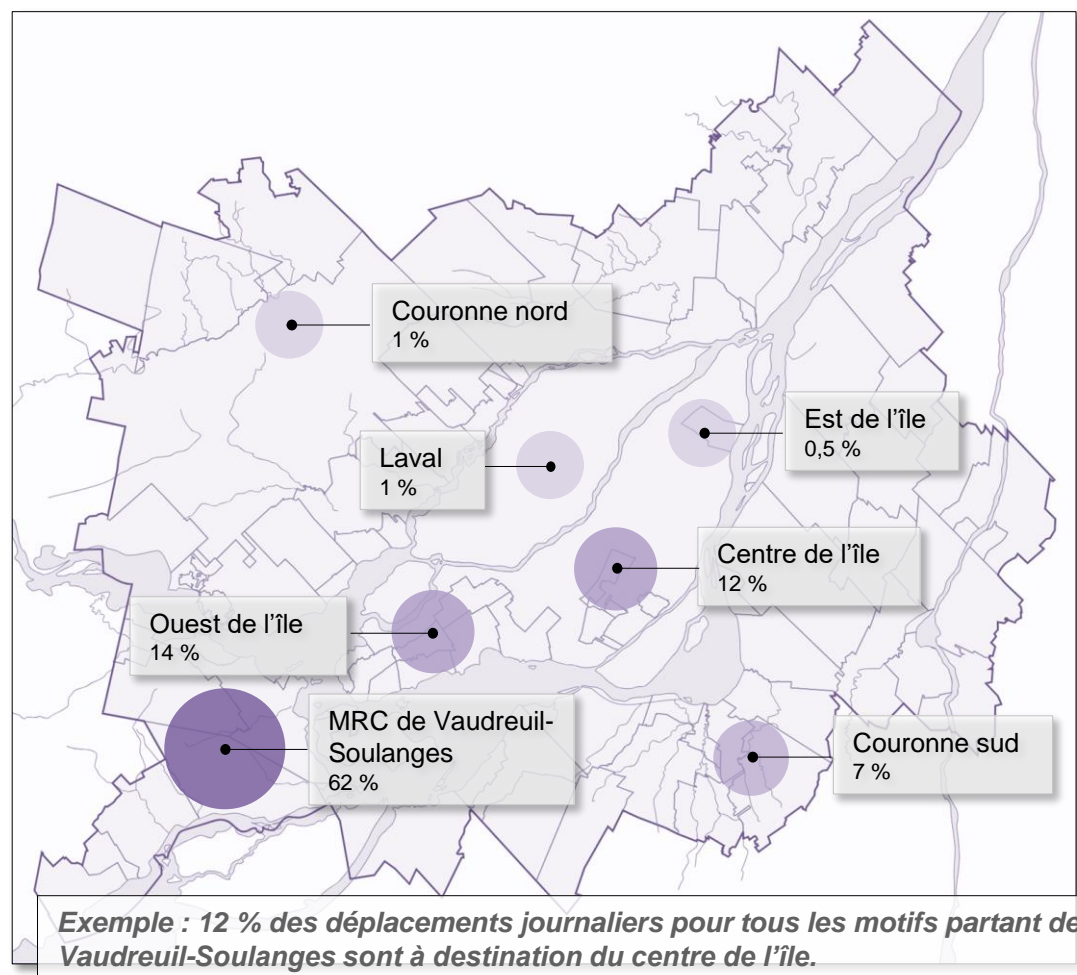 Couronne nord
1 %
Est de l'île
0,5 %
Laval
1 %
Centre de l'île
12 %
Ouest de l'île
14 %
MRC de Vaudreuil-
Soulanges
62 %
Couronne sud
7 %
Exemple : 12 % des déplacements journaliers pour tous les motifs partant de
Vaudreuil-Soulanges sont à destination du centre de l'île.